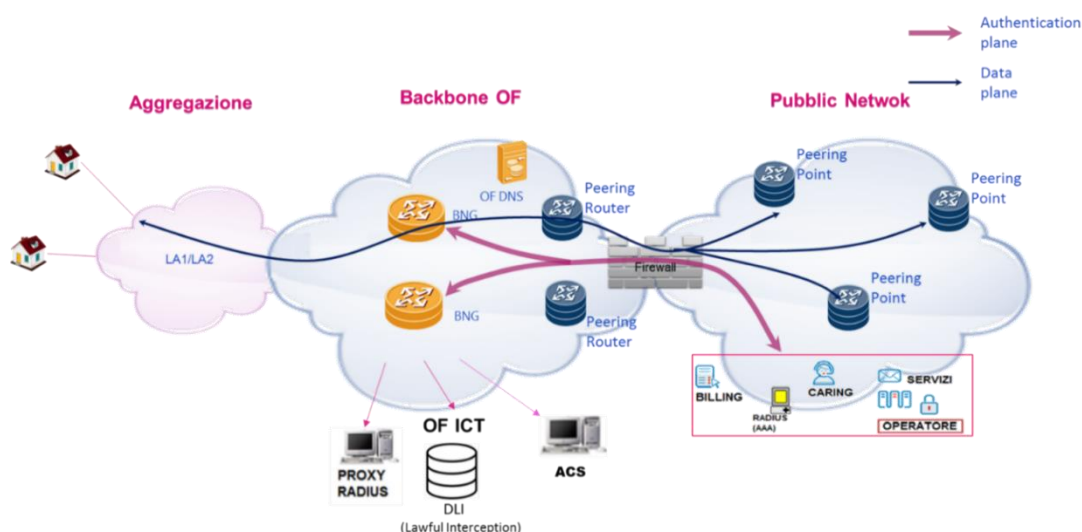 Authentication
plane
Data
plane
Aggregazione
Backbone OF
Pubblic Netwok
OF DNS
BNG
Peering
Router
Peering
Point
Peering
Point
LA1/LA2
Firewall
BNG
Peering
Router
Peering
Point
BILLING
RADIUS
(AAA)
CARING
SERVIZI
OPERATORE
PROXY
RADIUS
OF ICT
DLI
(Lawful Interception)
ACS